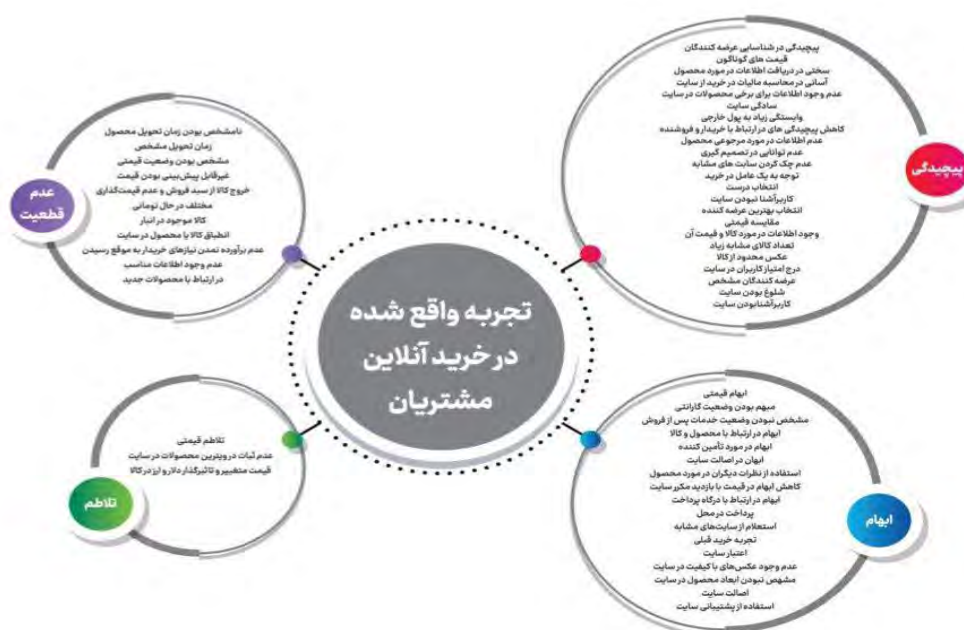 تجربه واقع شده
در خرید آنلاین
مشتریان
پیچیدگی
پیچیدگی در شناسایی عرضه کنندگان
قیمت های گوناگون
سختی در دریافت اطلاعات در مورد محصول
آسانی در محاسبه مالیات در خرید از سایت
عدم وجود اطلاعات برای برخی محصولات در سایت
سادگی سایت
وابستگی زیاد به پول خارجی
کاهش پیچیدگی های در ارتباط با خریدار و فروشنده
عدم اطلاعات در مورد مرجوعی محصول
عدم توانایی در تصمیم گیری
عدم چک کردن سایت های مشابه
توجه به یک عامل در خرید
انتخاب درست
کاربرآشنا نبودن سایت
انتخاب بهترین عرضه کننده
مقایسه قیمتی
وجود اطلاعات در مورد کالا و قیمت آن
تعداد کالای مشابه زیاد
عکس محدود از کالا
درج امتیاز کاربران در سایت
عرضه کنندگان مشخص
شلوغ بودن سایت
کاربرآشنابودن سایت
عدم
قطعیت
نامشخص بودن زمان تحویل محصول
زمان تحویل مشخص
مشخص بودن وضعیت قیمتی
غیرقابل پیش‌بینی بودن قیمت
خروج کالا از سبد فروش و عدم قیمت‌گذاری
مختلف در حال تومانی
کالا موجود در انبار
انطباق کالا با محصول در سایت
عدم برآورده نمدن نیازهای خریدار به موقع رسیدن
عدم وجود اطلاعات مناسب
در ارتباط با محصولات جدید
تلاطم
تلاطم قیمتی
عدم ثبات در ویترین محصولات در سایت
قیمت متغییر و تاثیرگذار دلار و ارز در کالا
ابهام
ابهام قیمتی
مبهم بودن وضعیت گارانتی
مشخص نبودن وضعیت خدمات پس از فروش
ابهام در ارتباط با محصول و کالا
ابهام در مورد تأمین کننده
ابهان در اصالت سایت
استفاده از نظرات دیگران در مورد محصول
کاهش ابهام در قیمت با بازدید مکرر سایت
ابهام در ارتباط با درگاه پرداخت
پرداخت در محل
استعلام از سایت‌های مشابه
تجربه خرید قبلی
اعتبار سایت
عدم وجود عکس‌های با کیفیت در سایت
مشهص نبودن ابعاد محصول در سایت
اصالت سایت
استفاده از پشتیبانی سایت